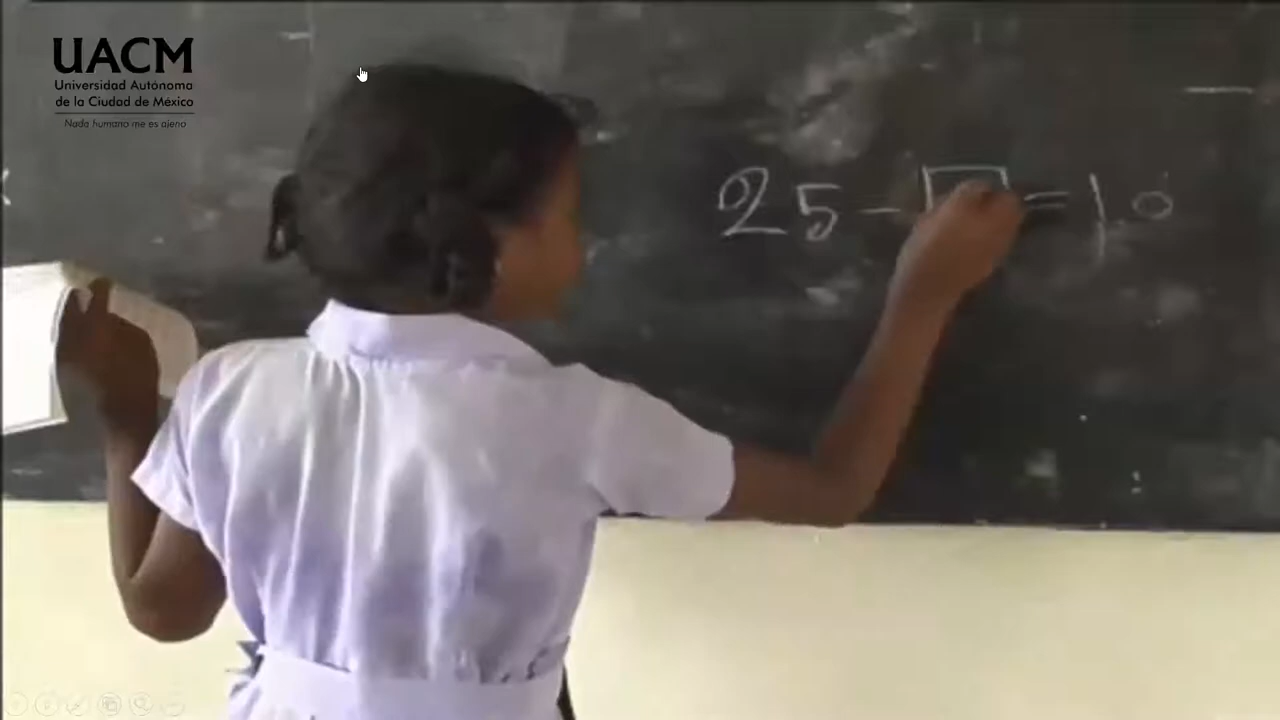 UACM
Universidad Autónoma
de la Ciudad de México
Nada humano me es ajeno
25 - □ = 10